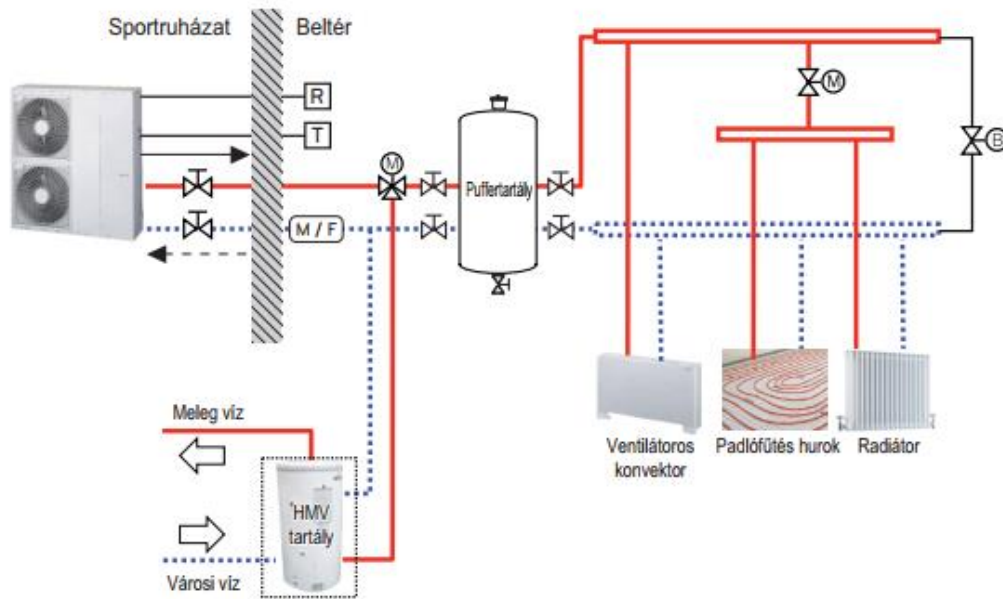 Sportruházat
Beltér
R
T
M
M / F
Puffertartály
M
B
Ventilátoros
konvektor
Padlófűtés hurok
Radiátor
Meleg víz
HMV
tartály
Városi víz